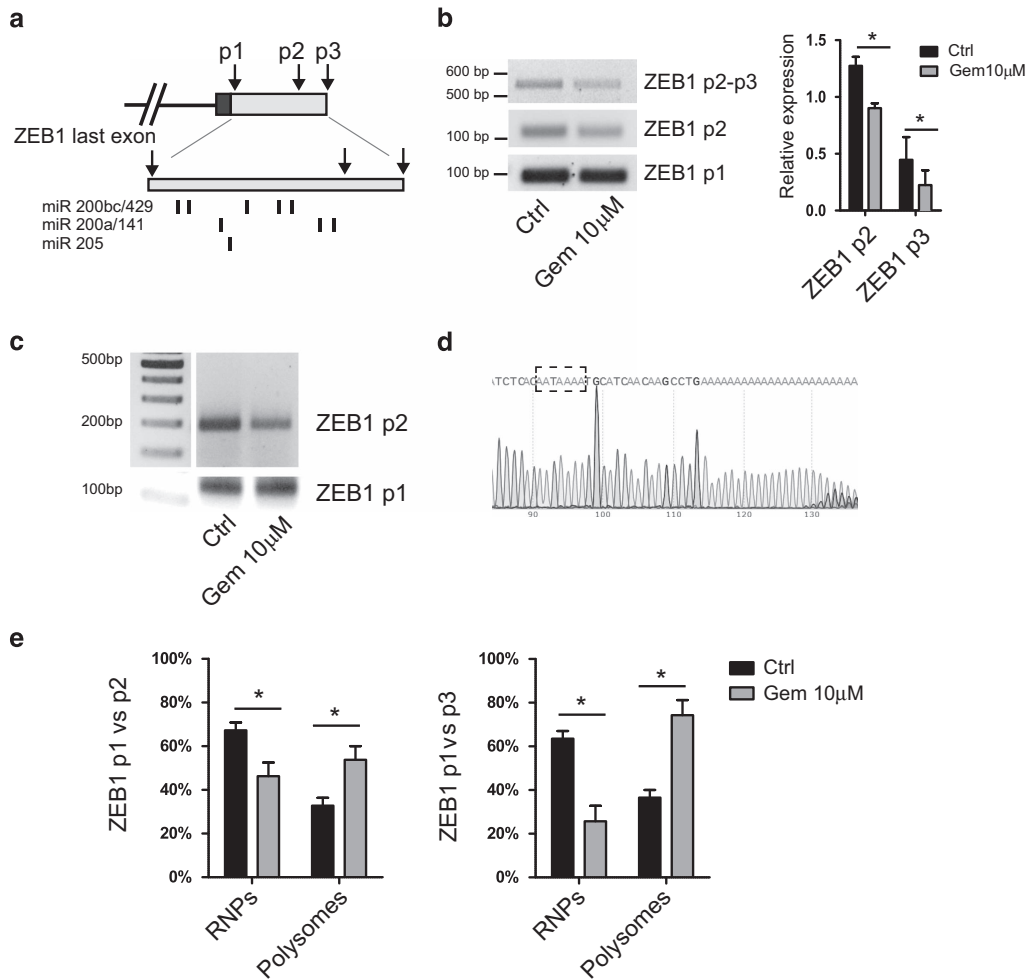 a
p1 p2 p3
ZEB1 last exon
miR 200bc/429
miR 200a/141
miR 205
b
600 bp
500 bp
ZEB1 p2-p3
100 bp
ZEB1 p2
100 bp
ZEB1 p1
Ctrl
Gem 10μM
Relative expression
1.5
1.0
0.5
0.0
*
*
Ctrl
Gem10μM
ZEB1 p2
ZEB1 p3
c
500bp
200bp
ZEB1 p2
100bp
ZEB1 p1
Ctrl
Gem 10μM
d
TCTCACAATAAAATGCATCAACAAGCCTGAAAAAAAAAAAAAAAAAAAAAAA
90 100 110 120 130
e
ZEB1 p1 vs p2
100%
80%
60%
40%
20%
0%
*
*
RNPs
Polysomes
ZEB1 p1vs p3
100%
80%
60%
40%
20%
0%
*
*
RNPs
Polysomes
Ctrl
Gem 10μM